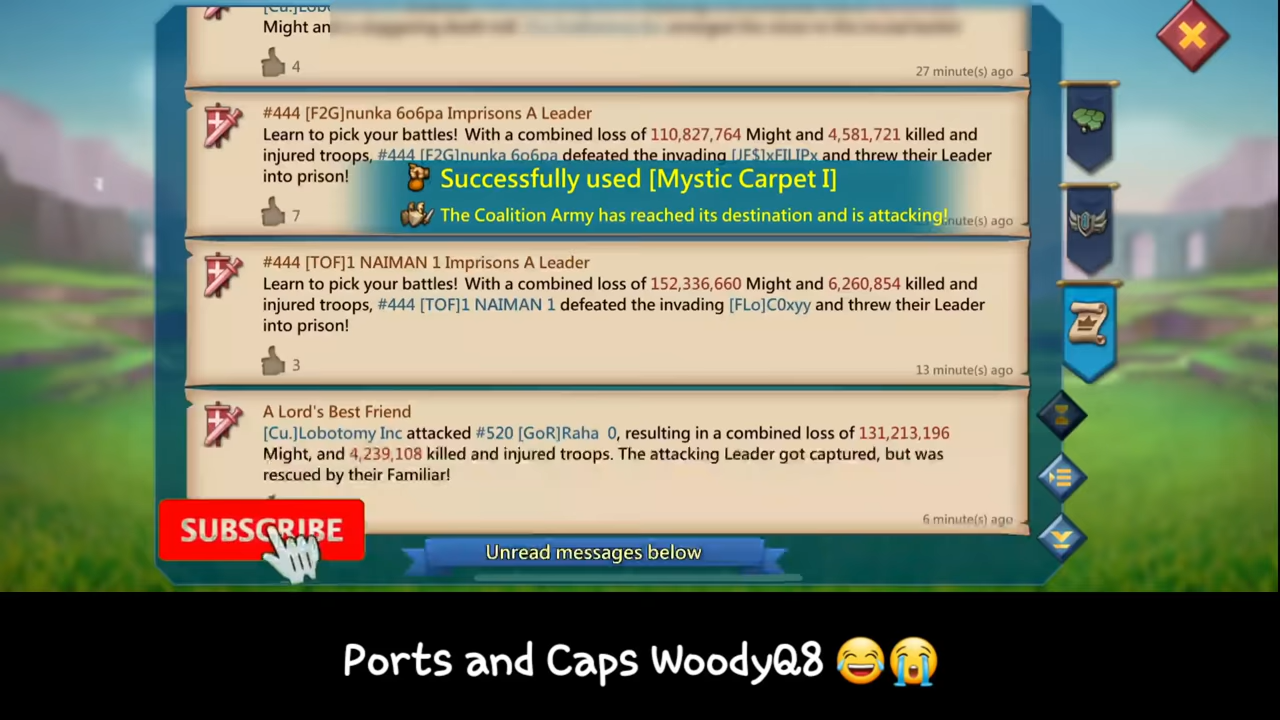 Might an
4
27 minute(s) ago
#444 [F2G]nunka 6o6pa Imprisons A Leader
Learn to pick your battles! With a combined loss of 110,827,764 Might and 4,581,721 killed and
injured troops, #444 [F2G]nunka 6o6pa defeated the invading and threw their Leader
into prison!
Successfully used [Mystic Carpet I]
The Coalition Army has reached its destination and is attacking!
7
ago
#444 [TOF]1 NAIMAN 1 Imprisons A Leader
Learn to pick your battles! With a combined loss of 152,336,660 Might and 6,260,854 killed and
injured troops, #444 [TOF]1 NAIMAN 1 defeated the invading [FLo]C0xyy and threw their Leader
into prison!
3
13 minute(s) ago
A Lord's Best Friend
[Cu.]Lobotomy Inc attacked #520 [GoR]Raha 0, resulting in a combined loss of 131,213,196
Might, and 4,239,108 killed and injured troops. The attacking Leader got captured, but was
rescued by their Familiar!
6 minute(s) ago
SUBSCRIBE
Unread messages below
Ports and Caps WoodyQ8 😂😭